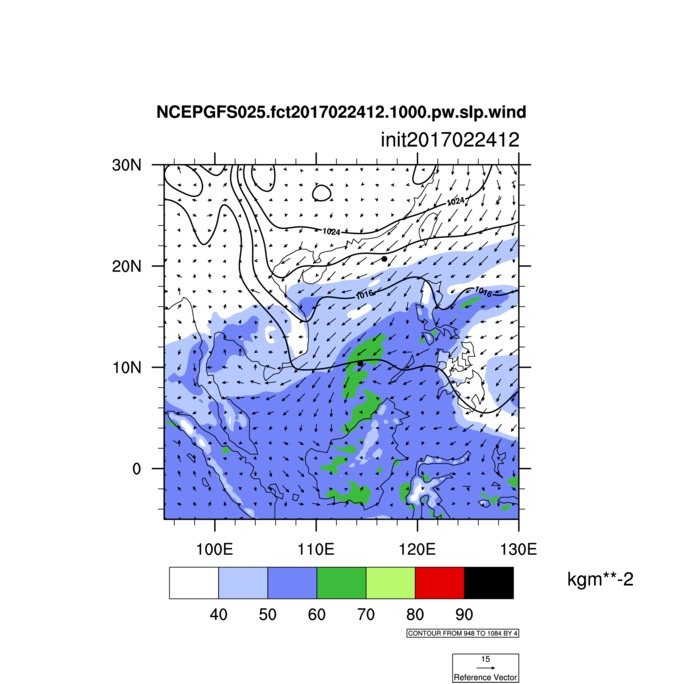 NCEPGFS025.fct2017022412.1000.pw.slp.wind
init2017022412
30N
1024
1024
20N
1016
1016
10N
0
100E 110E 120E 130E
kgm**-2
40 50 60 70 80 90
CONTOUR FROM 948 TO 1084 BY 4
15
Reference Vector